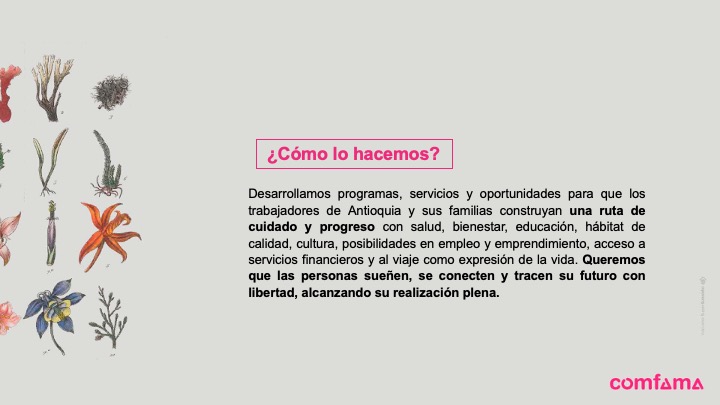 ¿Cómo lo hacemos?
Desarrollamos programas, servicios y oportunidades para que los
trabajadores de Antioquia y sus familias construyan una ruta de
cuidado y progreso con salud, bienestar, educación, hábitat de
calidad, cultura, posibilidades en empleo y emprendimiento, acceso a
servicios financieros y al viaje como expresión de la vida. Queremos
que las personas sueñen, se conecten y tracen su futuro con
libertad, alcanzando su realización plena.
comfama